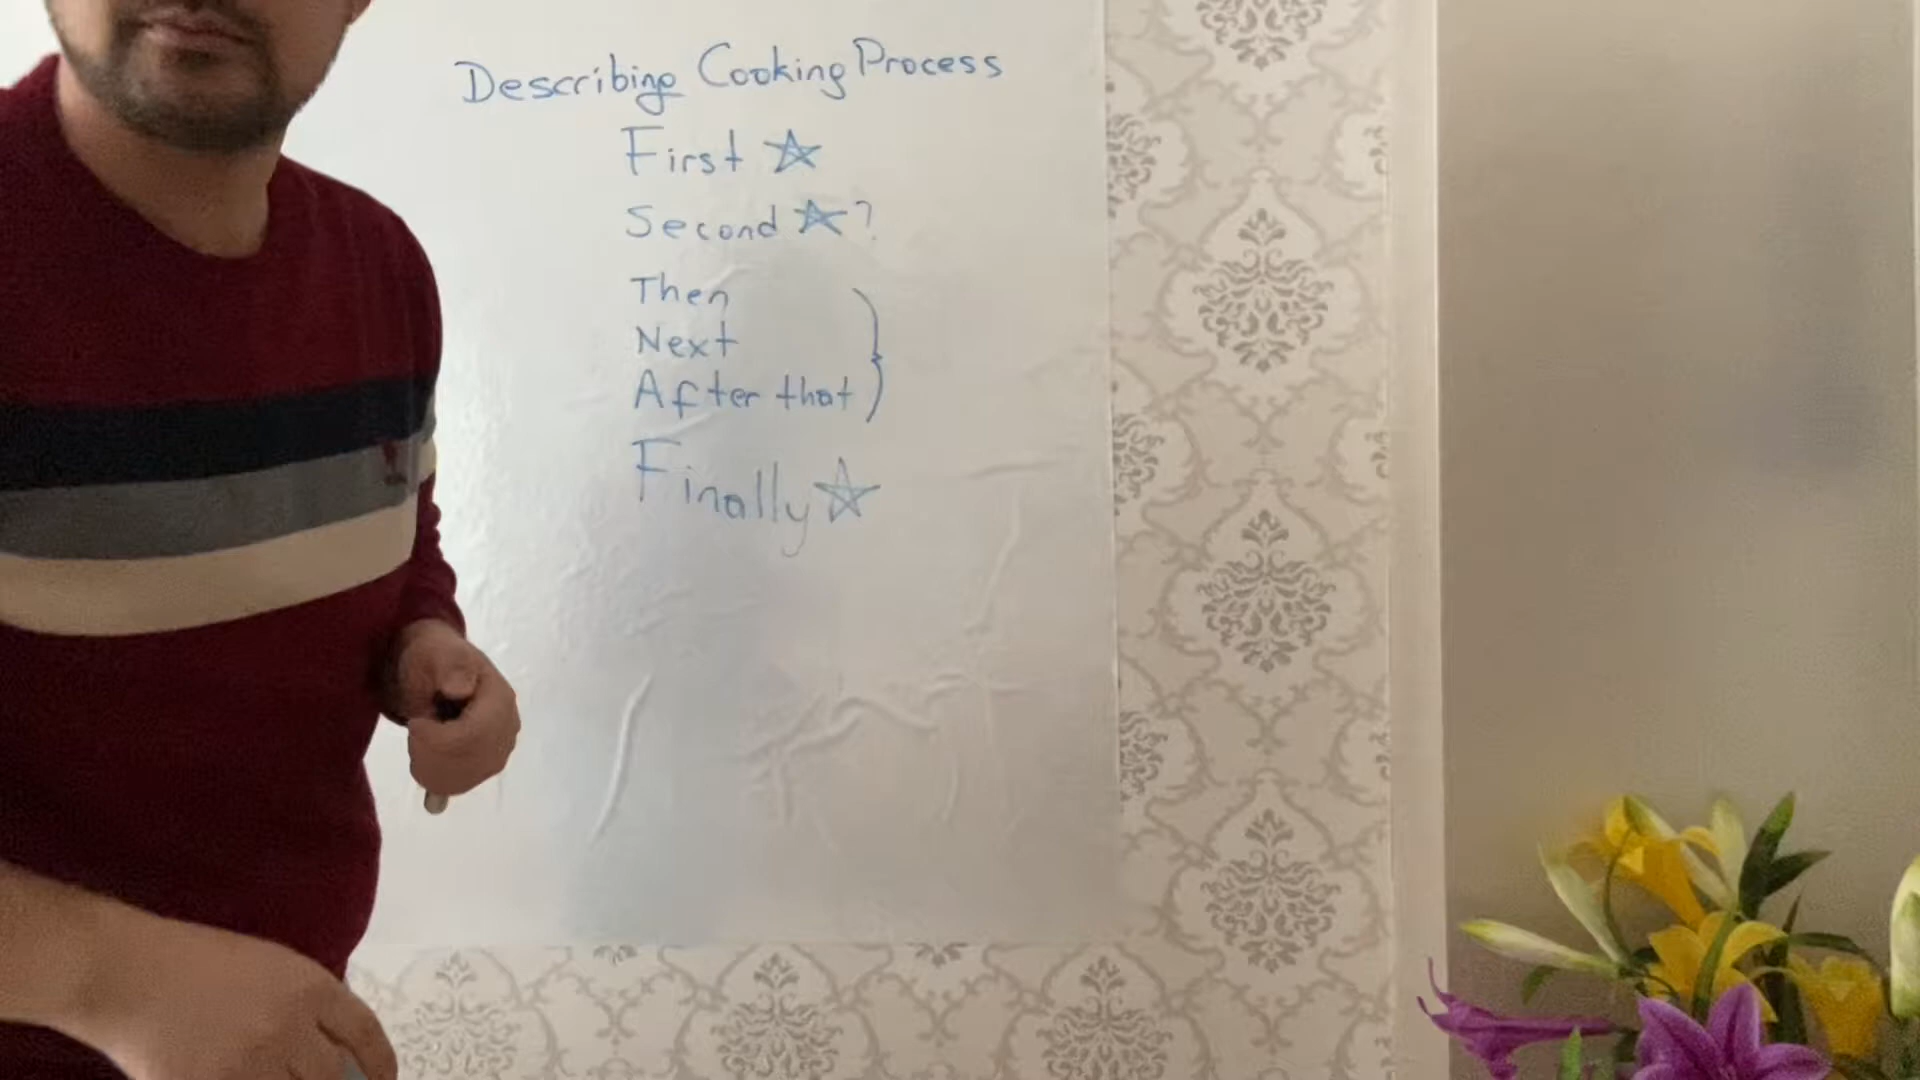 Describing Cooking Process
First ☆
Second ☆?
Then
Next
After that }
Finally ☆